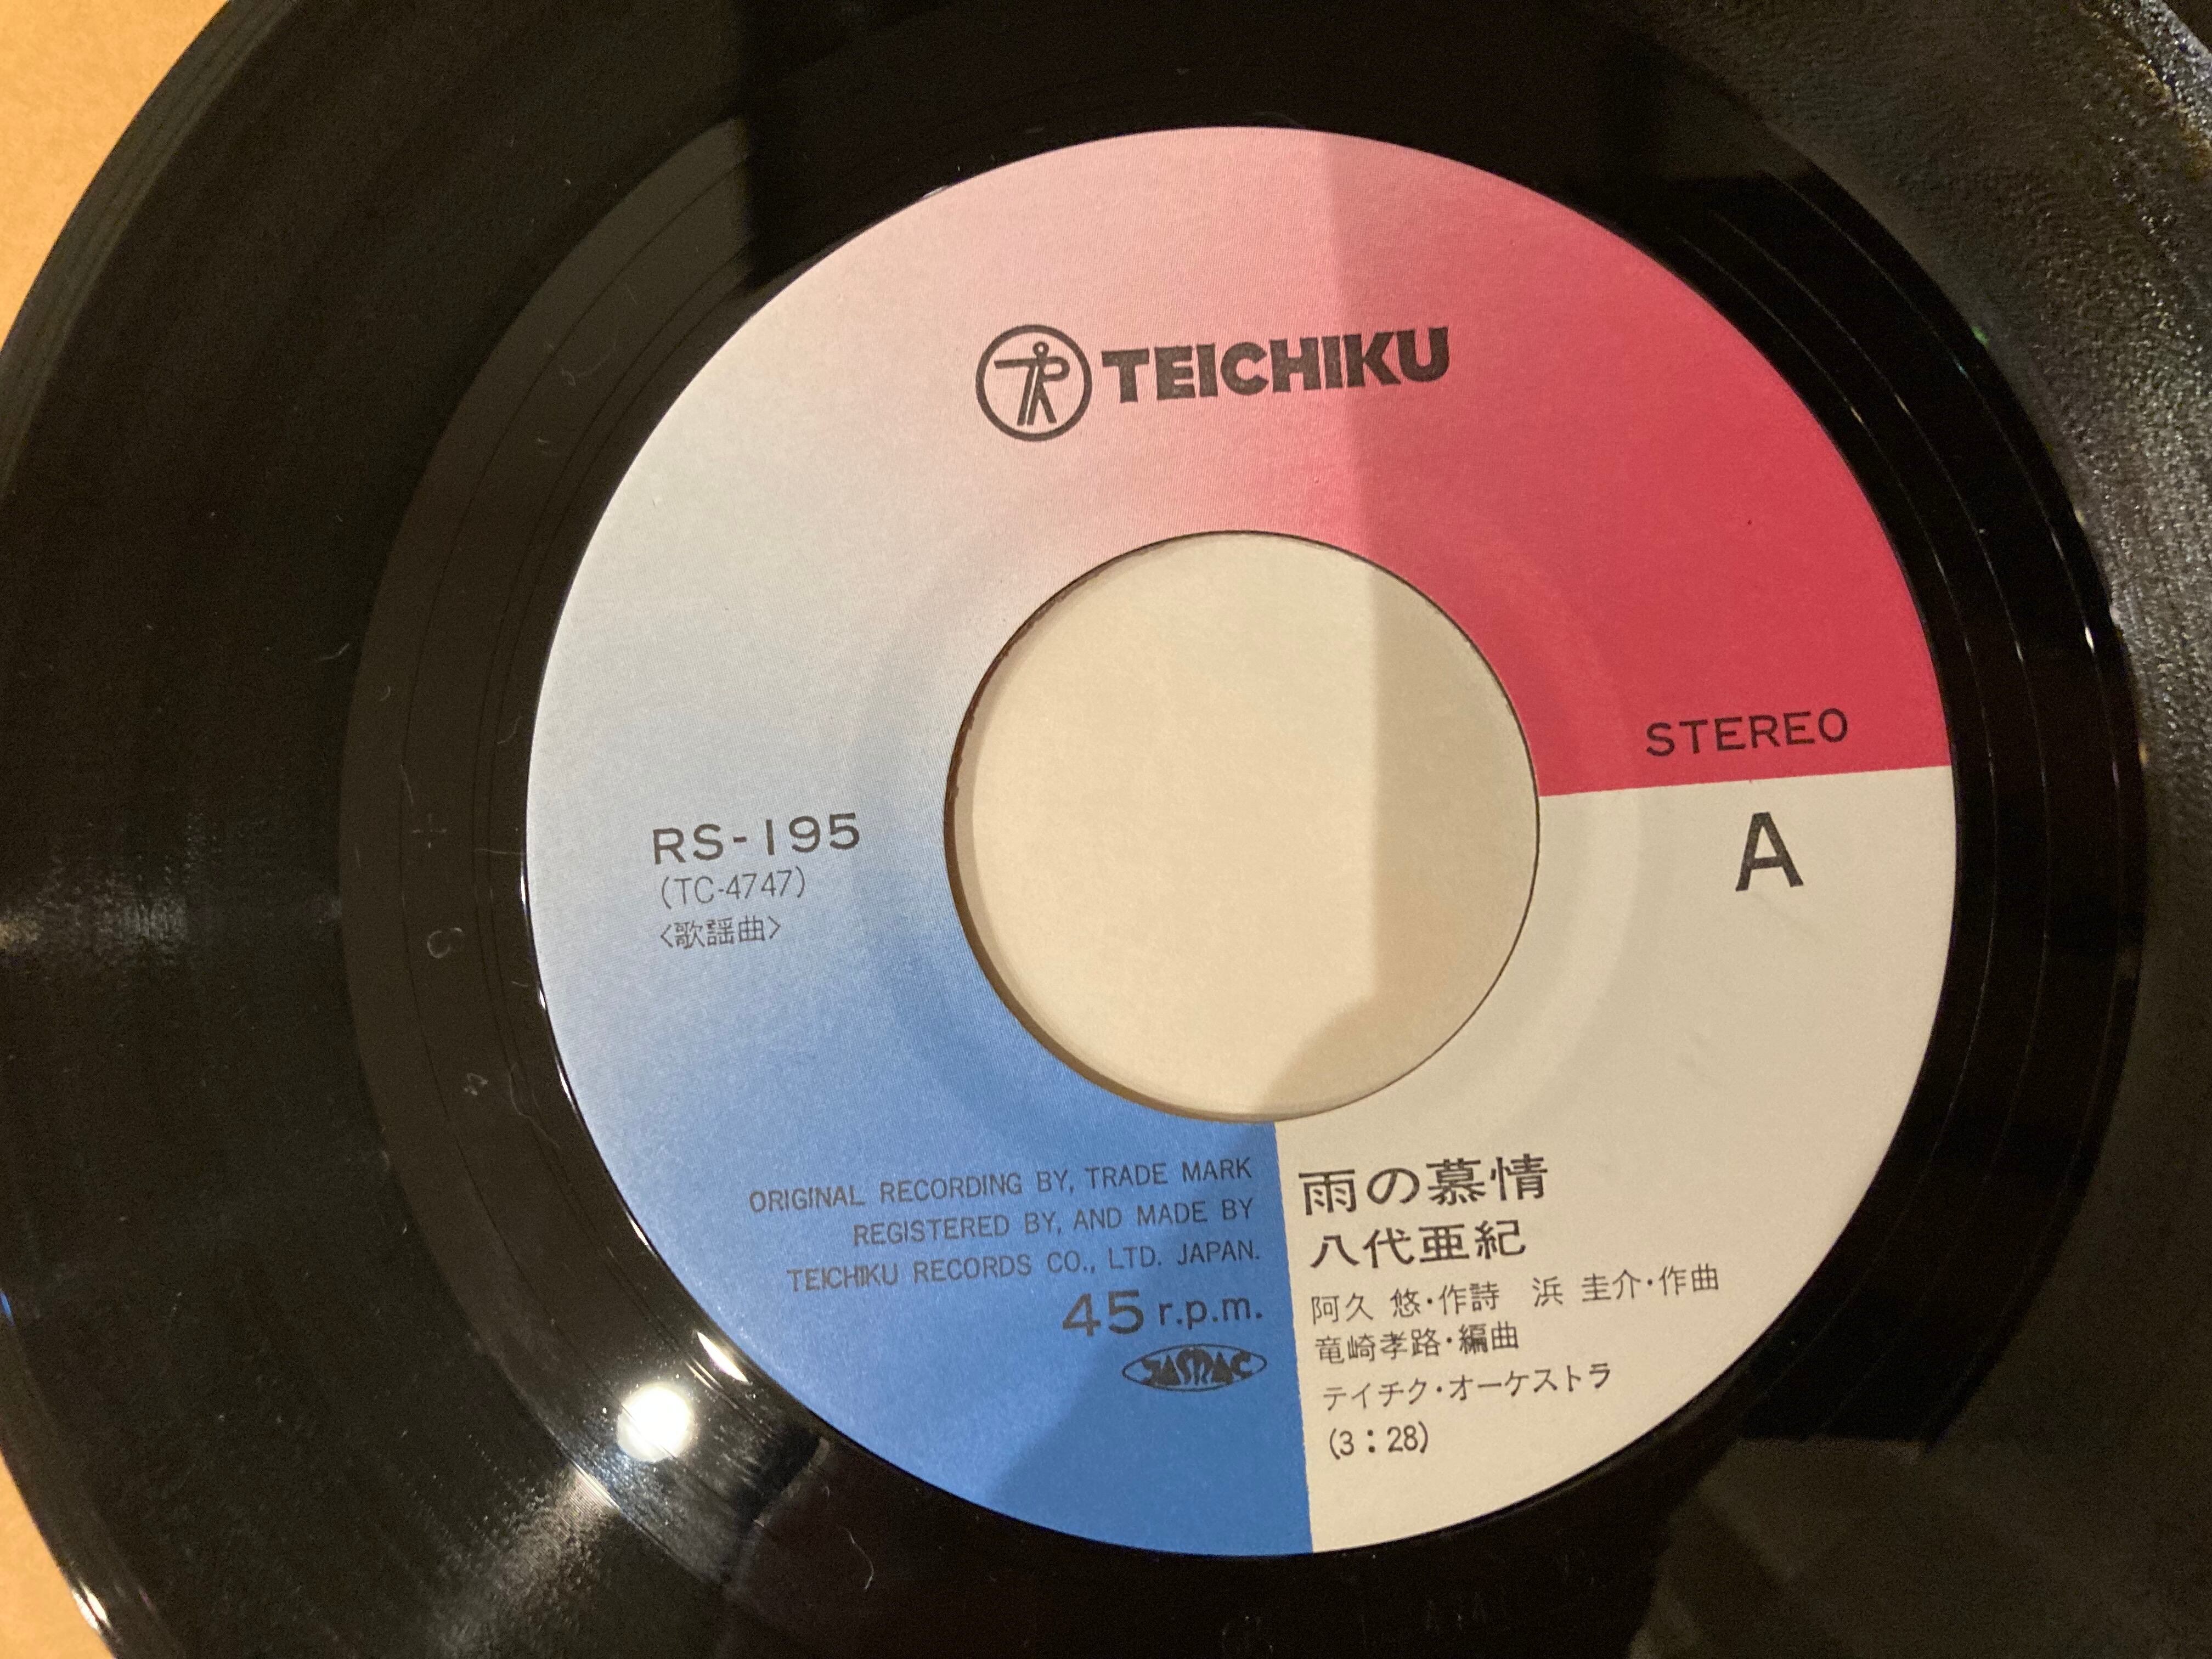 TEICHIKU
STEREO
A
RS-195
(TC-4747)
<歌謡曲>
ORIGINAL RECORDING BY, TRADE MARK
REGISTERED BY, AND MADE BY
TEICHIKU RECORDS CO., LTD. JAPAN.
45 r.p.m.
JASRAC
雨の慕情
八代亜紀
阿久 悠・作詩 浜 圭介・作曲
竜崎孝路・編曲
テイチク・オーケストラ
(3:28)